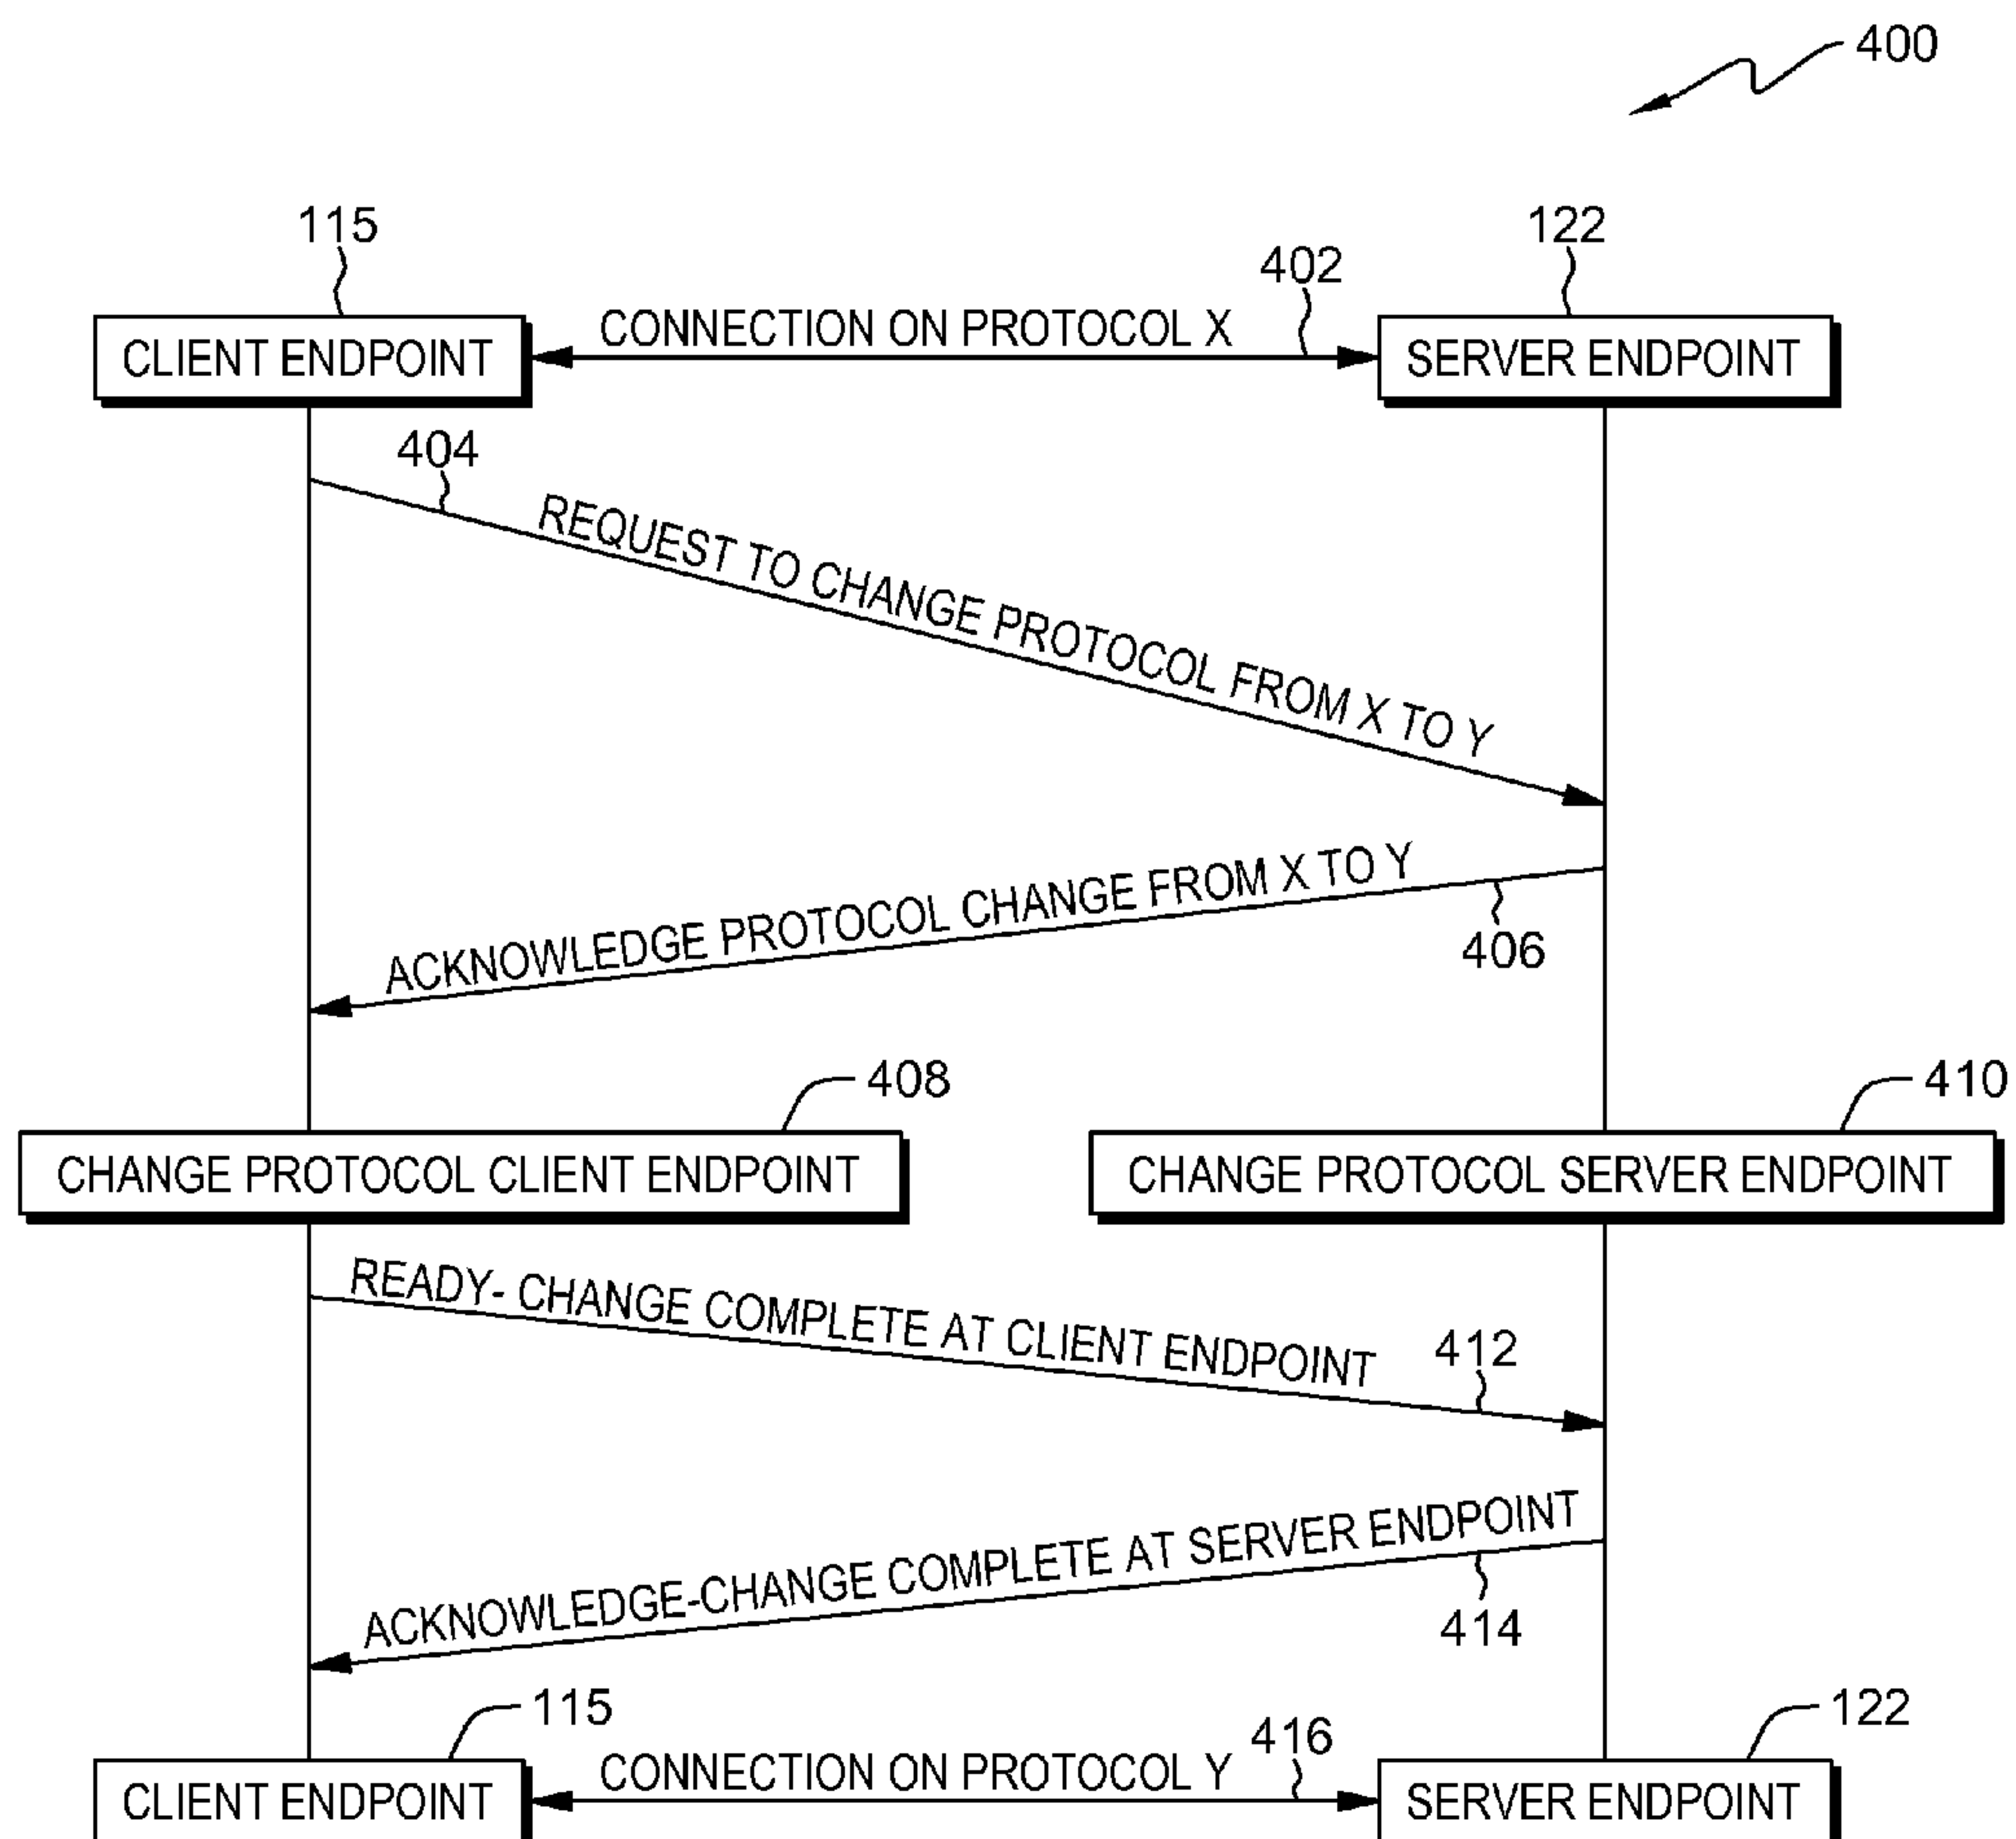 400
115
122
402
CONNECTION ON PROTOCOL X
CLIENT ENDPOINT
SERVER ENDPOINT
404
REQUEST TO CHANGE PROTOCOL FROM X TO Y
ACKNOWLEDGE PROTOCOL CHANGE FROM X TO Y
406
408
410
CHANGE PROTOCOL CLIENT ENDPOINT
CHANGE PROTOCOL SERVER ENDPOINT
READY- CHANGE COMPLETE AT CLIENT ENDPOINT
412
ACKNOWLEDGE-CHANGE COMPLETE AT SERVER ENDPOINT
414
115
122
416
CONNECTION ON PROTOCOL Y
CLIENT ENDPOINT
SERVER ENDPOINT